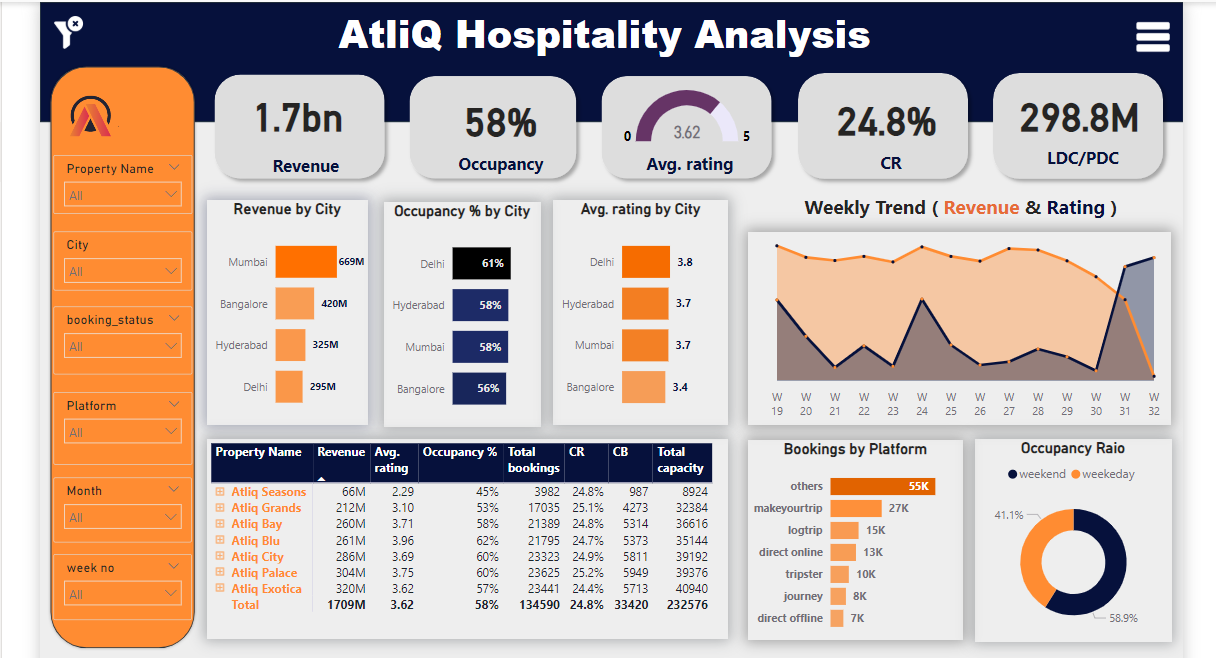 AtliQ Hospitality Analysis
1.7bn
Revenue
58%
Occupancy
0
3.62
5
Avg. rating
24.8%
CR
298.8M
LDC/PDC
Property Name
All
City
All
booking_status
All
Platform
All
Month
All
week no
All
Revenue by City
Mumbai 669M
Bangalore 420M
Hyderabad 325M
Delhi 295M
Occupancy % by City
Delhi 61%
Hyderabad 58%
Mumbai 58%
Bangalore 56%
Avg. rating by City
Delhi 3.8
Hyderabad 3.7
Mumbai 3.7
Bangalore 3.4
Weekly Trend ( Revenue & Rating )
W W W W W W W W W W W W W W
19 20 21 22 23 24 25 26 27 28 29 30 31 32
Property Name Revenue Avg. Occupancy % Total CR CB Total
rating bookings capacity
Atliq Seasons 66M 2.29 45% 3982 24.8% 987 8924
Atliq Grands 212M 3.10 53% 17035 25.1% 4273 32384
Atliq Bay 260M 3.71 58% 21389 24.8% 5314 36616
Atliq Blu 261M 3.96 62% 21795 24.7% 5373 35144
Atliq City 286M 3.69 60% 23323 24.9% 5811 39192
Atliq Palace 304M 3.75 60% 23625 25.2% 5949 39376
Atliq Exotica 320M 3.62 57% 23441 24.4% 5713 40940
Total 1709M 3.62 58% 134590 24.8% 33420 232576
Bookings by Platform
others 55K
makeyourtrip 27K
logtrip 15K
direct online 13K
tripster 10K
journey 8K
direct offline 7K
Occupancy Raio
weekend weekeday
41.1%
58.9%